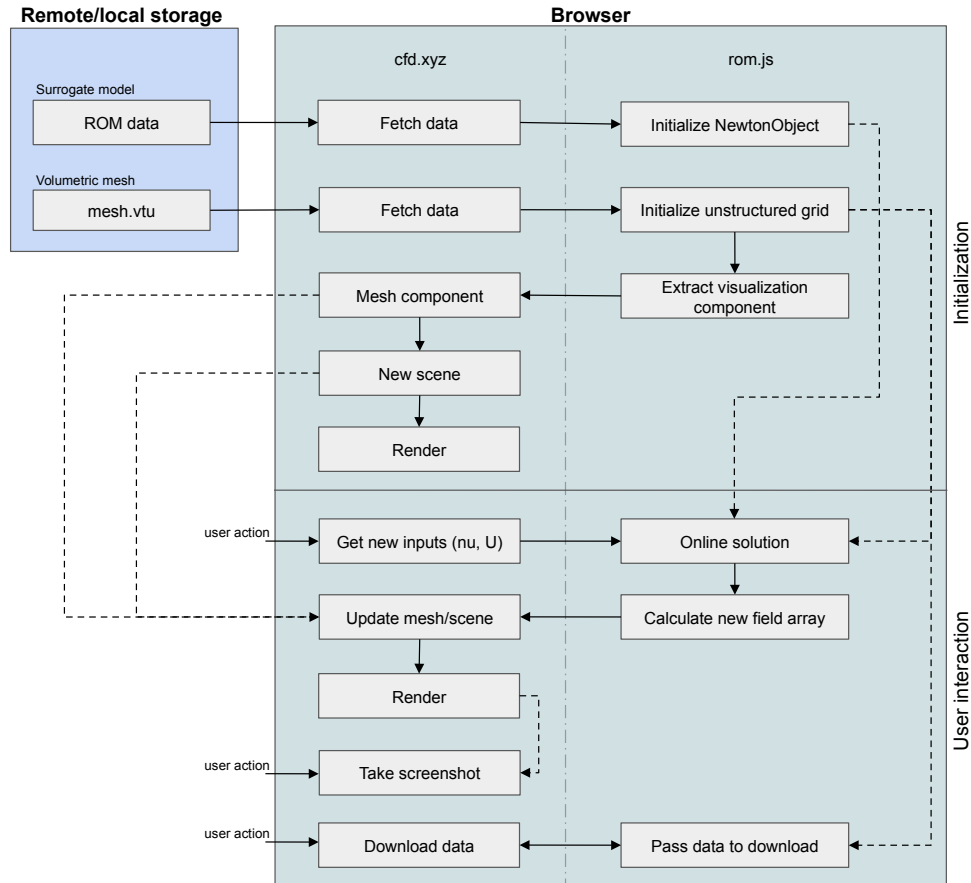 Remote/local storage
Browser
cfd.xyz
rom.js
Surrogate model
ROM data
Fetch data
Initialize NewtonObject
Volumetric mesh
mesh.vtu
Fetch data
Initialize unstructured grid
Initialization
Mesh component
Extract visualization
component
New scene
Render
user action
Get new inputs (nu, U)
Online solution
Update mesh/scene
Calculate new field array
User interaction
Render
user action
Take screenshot
user action
Download data
Pass data to download